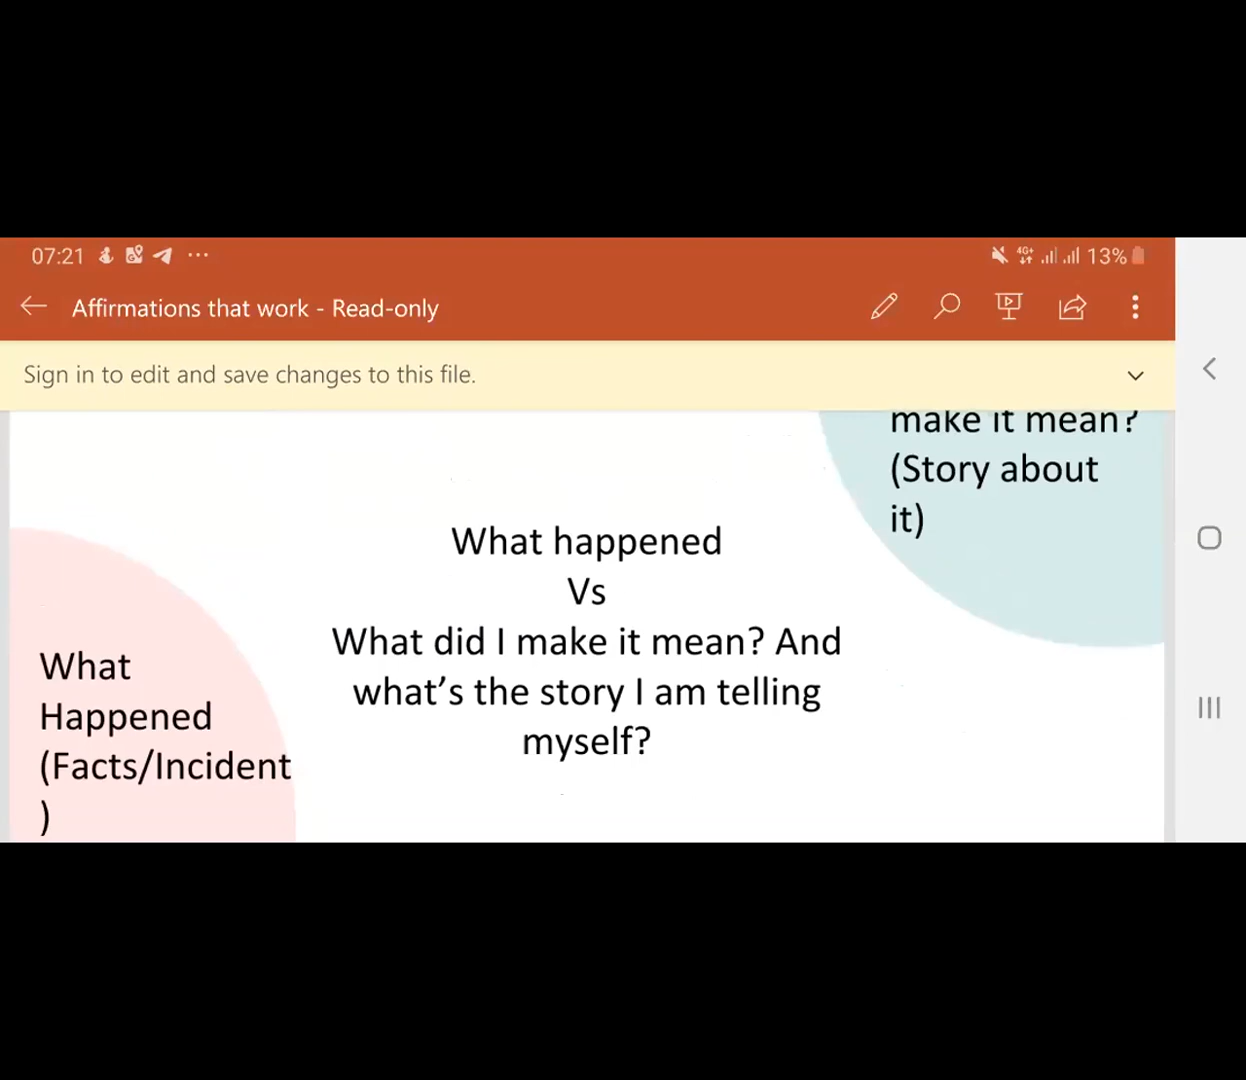 07:21
4G+
13%
Affirmations that work - Read-only
Sign in to edit and save changes to this file.
make it mean?
(Story about
it)
What happened
Vs
What did I make it mean? And
what's the story I am telling
myself?
What
Happened
(Facts/Incident
)